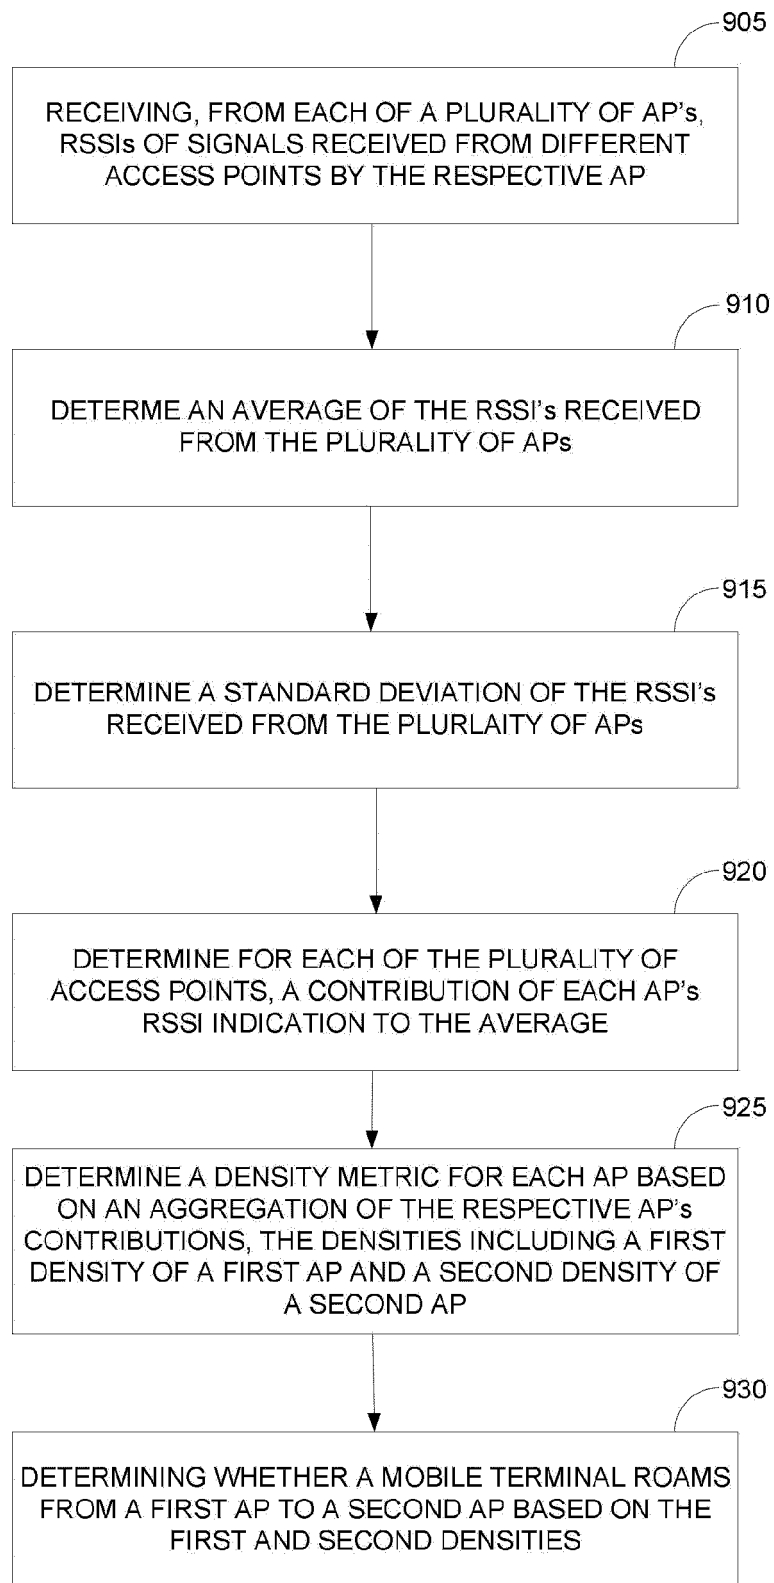 905
RECEIVING, FROM EACH OF A PLURALITY OF AP's,
RSSIs OF SIGNALS RECEIVED FROM DIFFERENT
ACCESS POINTS BY THE RESPECTIVE AP
910
DETERME AN AVERAGE OF THE RSSI's RECEIVED
FROM THE PLURALITY OF APs
915
DETERMINE A STANDARD DEVIATION OF THE RSSI's
RECEIVED FROM THE PLURLAITY OF APs
920
DETERMINE FOR EACH OF THE PLURALITY OF
ACCESS POINTS, A CONTRIBUTION OF EACH AP's
RSSI INDICATION TO THE AVERAGE
925
DETERMINE A DENSITY METRIC FOR EACH AP BASED
ON AN AGGREGATION OF THE RESPECTIVE AP's
CONTRIBUTIONS, THE DENSITIES INCLUDING A FIRST
DENSITY OF A FIRST AP AND A SECOND DENSITY OF
A SECOND AP
930
DETERMINING WHETHER A MOBILE TERMINAL ROAMS
FROM A FIRST AP TO A SECOND AP BASED ON THE
FIRST AND SECOND DENSITIES